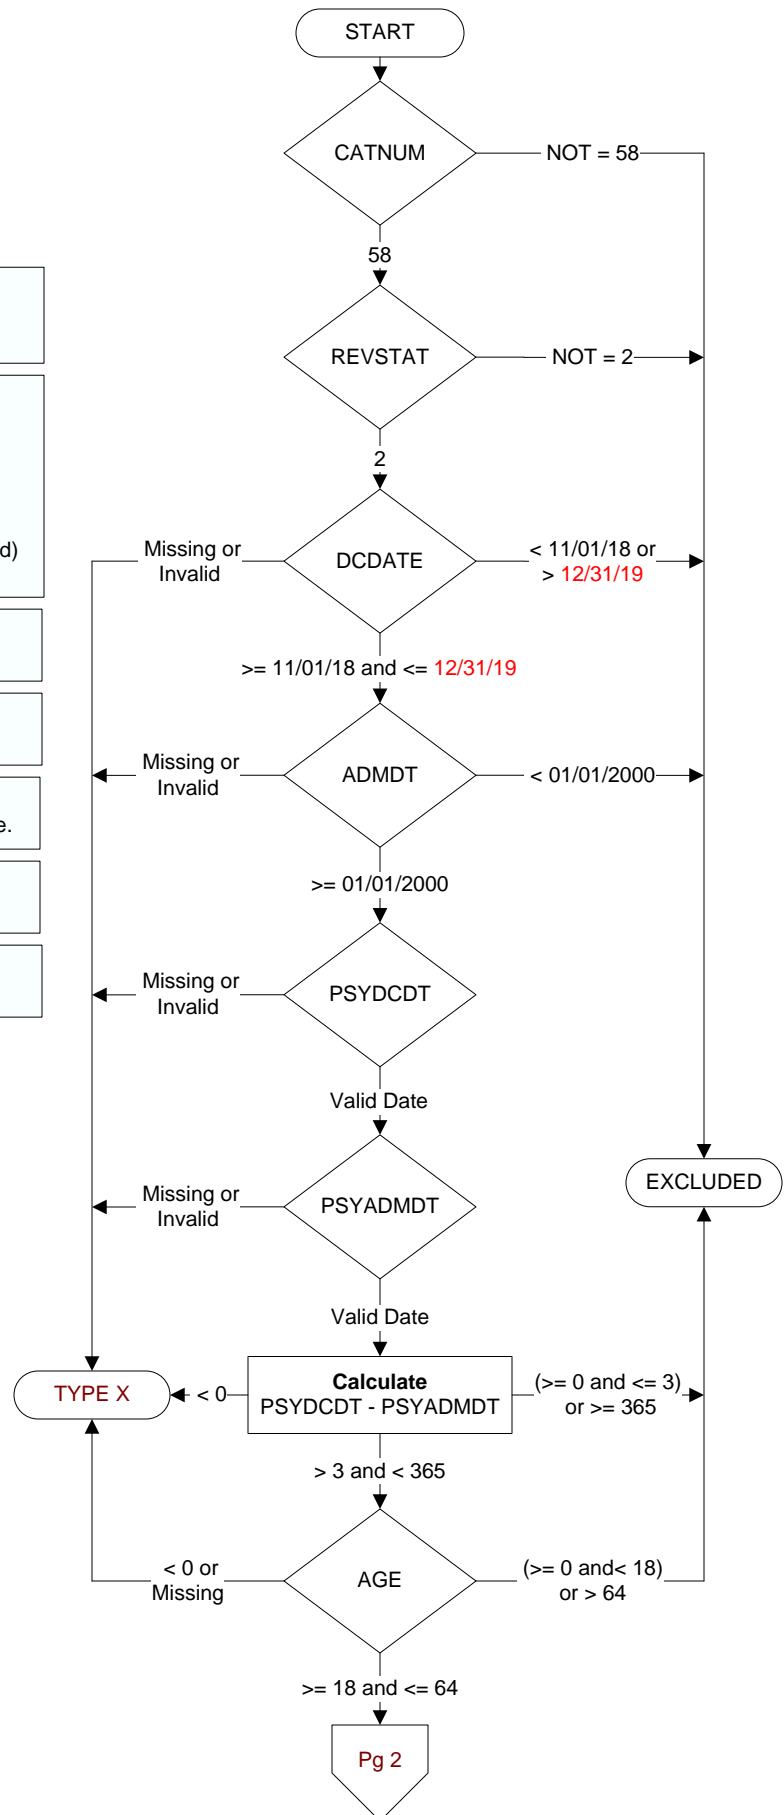 START
CATNUM
NOT = 58
58
REVSTAT
NOT = 2
2
d)
Missing or
Invalid
DCDATE
< 11/01/18 or
> 12/31/19
>= 11/01/18 and <= 12/31/19
Missing or
Invalid
ADMDT
< 01/01/2000
e.
>= 01/01/2000
Missing or
Invalid
PSYDCDT
Valid Date
Missing or
Invalid
PSYADMDT
EXCLUDED
Valid Date
TYPE X
< 0
Calculate
PSYDCDT - PSYADMDT
(>= 0 and <= 3)
or >= 365
> 3 and < 365
< 0 or
Missing
AGE
(>= 0 and< 18)
or > 64
>= 18 and <= 64
Pg 2